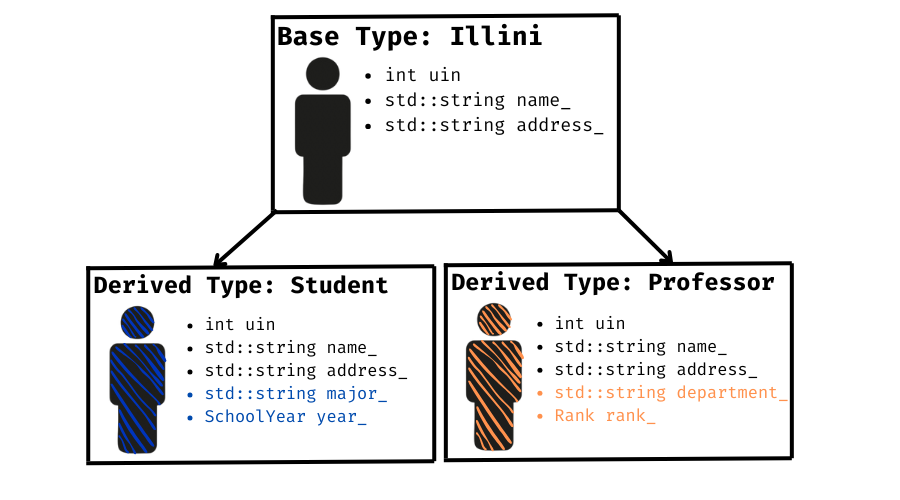 Base Type: Illini
• int uin
• std::string name_
• std::string address_
Derived Type: Student
• int uin
• std::string name_
• std::string address_
• std::string major_
• SchoolYear year_
Derived Type: Professor
• int uin
• std::string name_
• std::string address_
• std::string department_
• Rank rank_